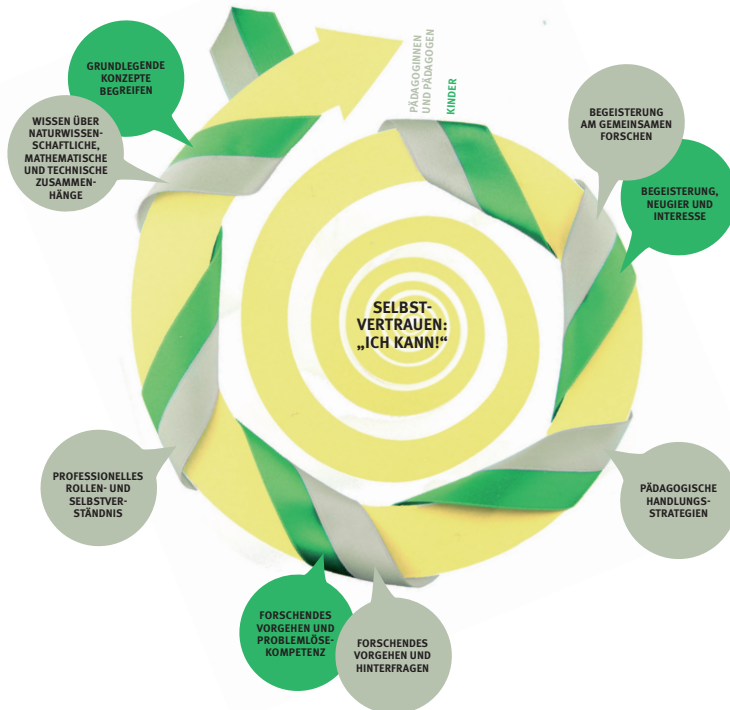 PÄDAGOGINNEN
UND PÄDAGOGEN
KINDER
GRUNDLEGENDE
KONZEPTE
BEGREIFEN
WISSEN ÜBER
NATURWISSEN-
SCHAFTLICHE,
MATHEMATISCHE
UND TECHNISCHE
ZUSAMMEN-
HÄNGE
BEGEISTERUNG
AM GEMEINSAMEN
FORSCHEN
BEGEISTERUNG,
NEUGIER UND
INTERESSE
SELBST-
VERTRAUEN:
„ICH KANN!“
PROFESSIONELLES
ROLLEN- UND
SELBSTVER-
STÄNDNIS
PÄDAGOGISCHE
HANDLUNGS-
STRATEGIEN
FORSCHENDES
VORGEHEN UND
PROBLEMLÖSE-
KOMPETENZ
FORSCHENDES
VORGEHEN UND
HINTERFRAGEN